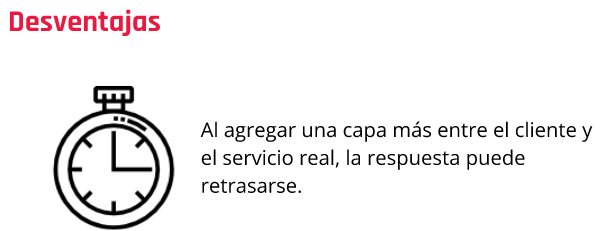 Desventajas
Al agregar una capa más entre el cliente y
el servicio real, la respuesta puede
retrasarse.